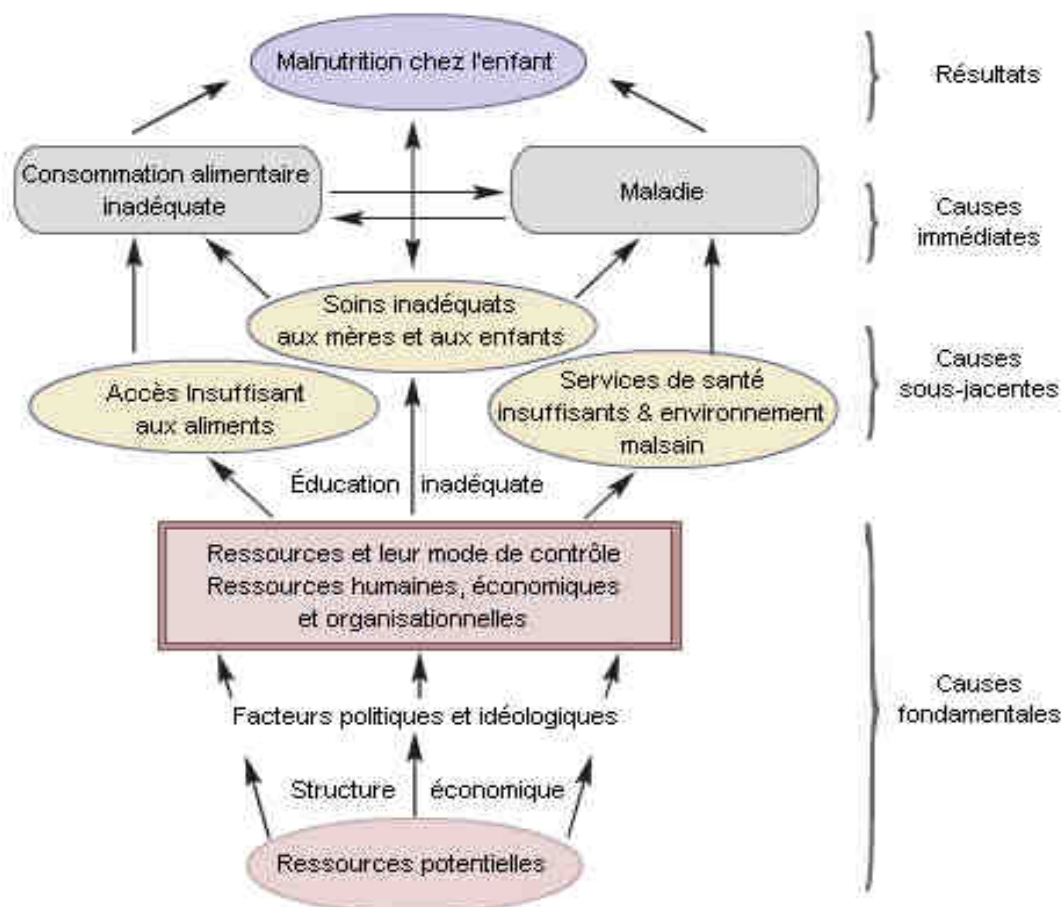 Malnutrition chez l'enfant
Résultats
Consommation alimentaire
inadéquate
Maladie
Causes
immédiates
Soins inadéquats
aux mères et aux enfants
Accès Insuffisant
aux aliments
Services de santé
insuffisants & environnement
malsain
Causes
sous-jacentes
Éducation inadéquate
Ressources et leur mode de contrôle
Ressources humaines, économiques
et organisationnelles
Facteurs politiques et idéologiques
Causes
fondamentales
Structure économique
Ressources potentielles